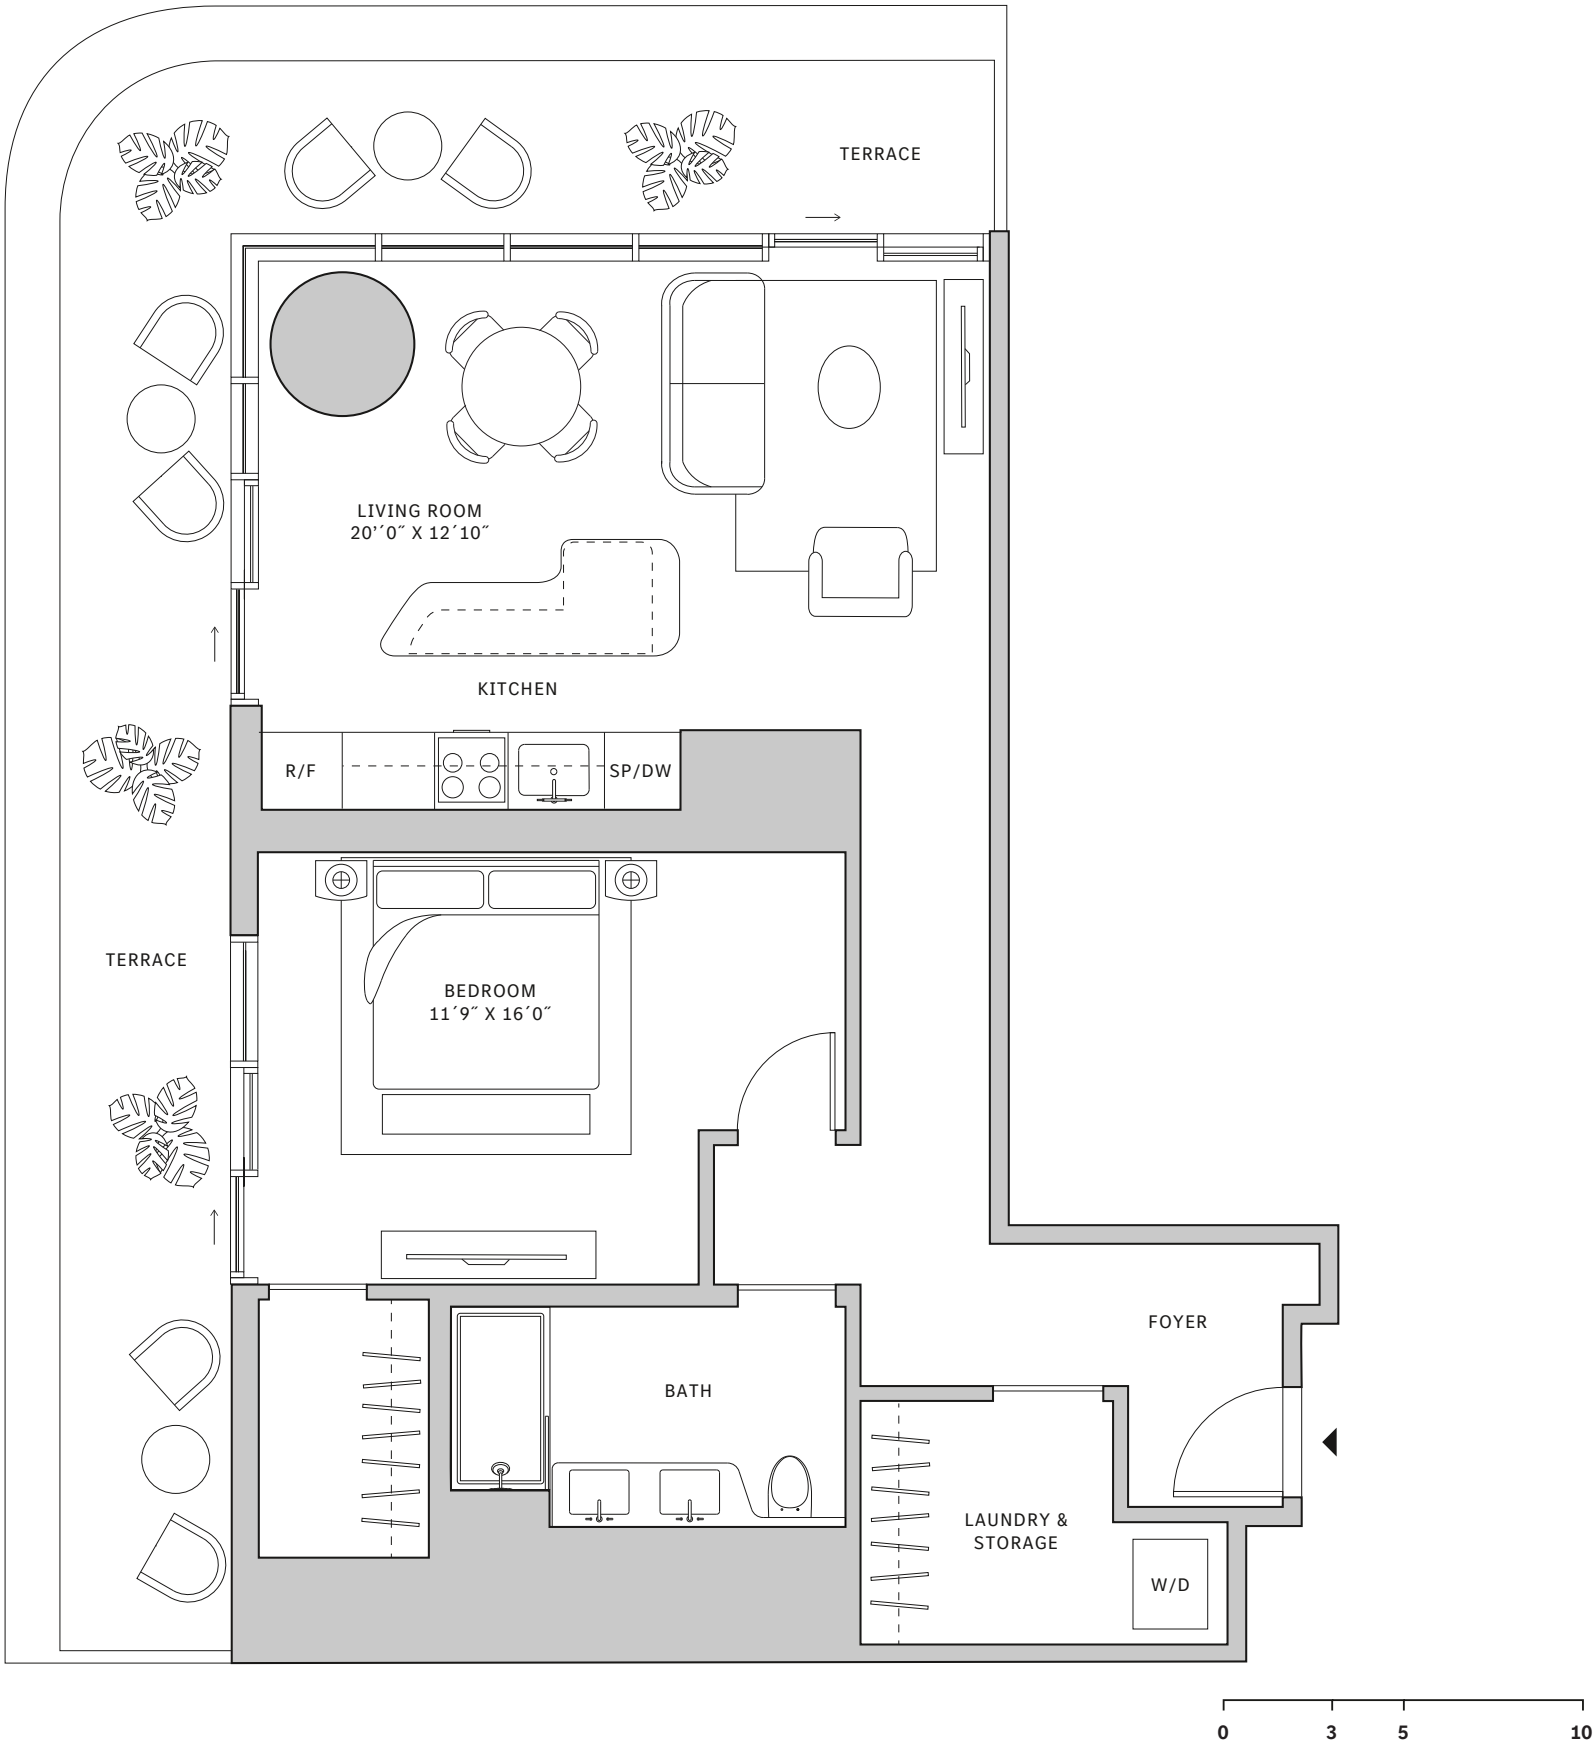 TERRACE
LIVING ROOM
20'´0˝ X 12´10˝
KITCHEN
R/F
SP/DW
TERRACE
BEDROOM
11´9˝ X 16´0˝
FOYER
BATH
LAUNDRY &
STORAGE
W/D
0 3 5 10